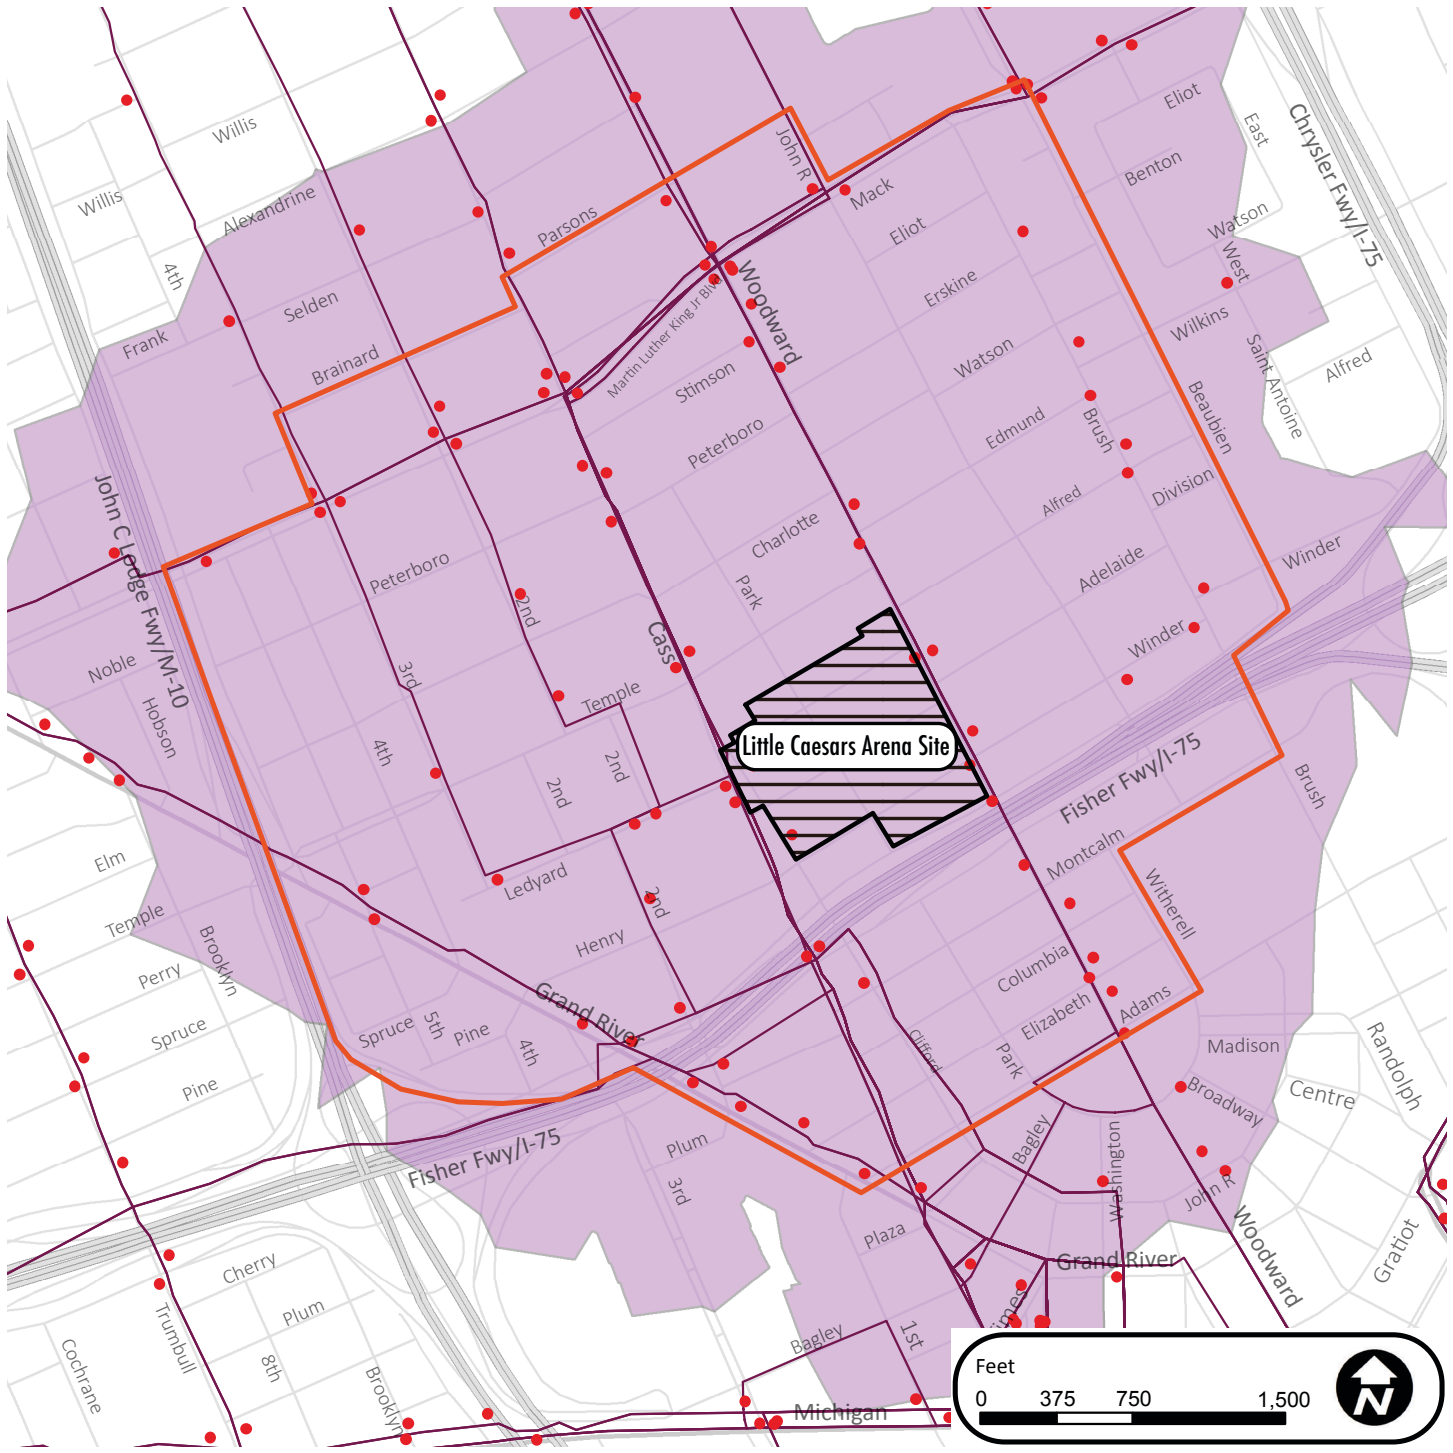 Eliot
East
Willis
Chrysler Fwy/I-75
John R
Benton
Willis
Alexandrine
Mack
Parsons
Watson
Eliot
West
4th
Woodward
Erskine
Selden
Martin Luther King Jr Blvd
Wilkins
Frank
Brainard
Watson
Saint Antoine
Alfred
Stimson
Beaubien
Brush
Edmund
Peterboro
John C Lodge Fwy/M-10
Division
Alfred
Charlotte
Winder
Peterboro
Adelaide
Park
2nd
Cass
Winder
Noble
3rd
Temple
Hobson
4th
Little Caesars Arena Site
2nd
2nd
Fisher Fwy/I-75
Brush
Elm
Montcalm
Ledyard
2nd
Witherell
Temple
Henry
Brooklyn
Columbia
Perry
Grand River
Elizabeth
Adams
Spruce
5th
Pine
4th
Spruce
Clifford
Park
Madison
Randolph
Pine
Centre
Broadway
Plum
Bagley
Fisher Fwy/I-75
3rd
Washington
John R
Plaza
Woodward
Gratiot
Grand River
Cherry
Plum
Trumbull
Times
Bagley
1st
Cochrane
8th
Brooklyn
Michigan
Feet
0 375 750 1,500
N